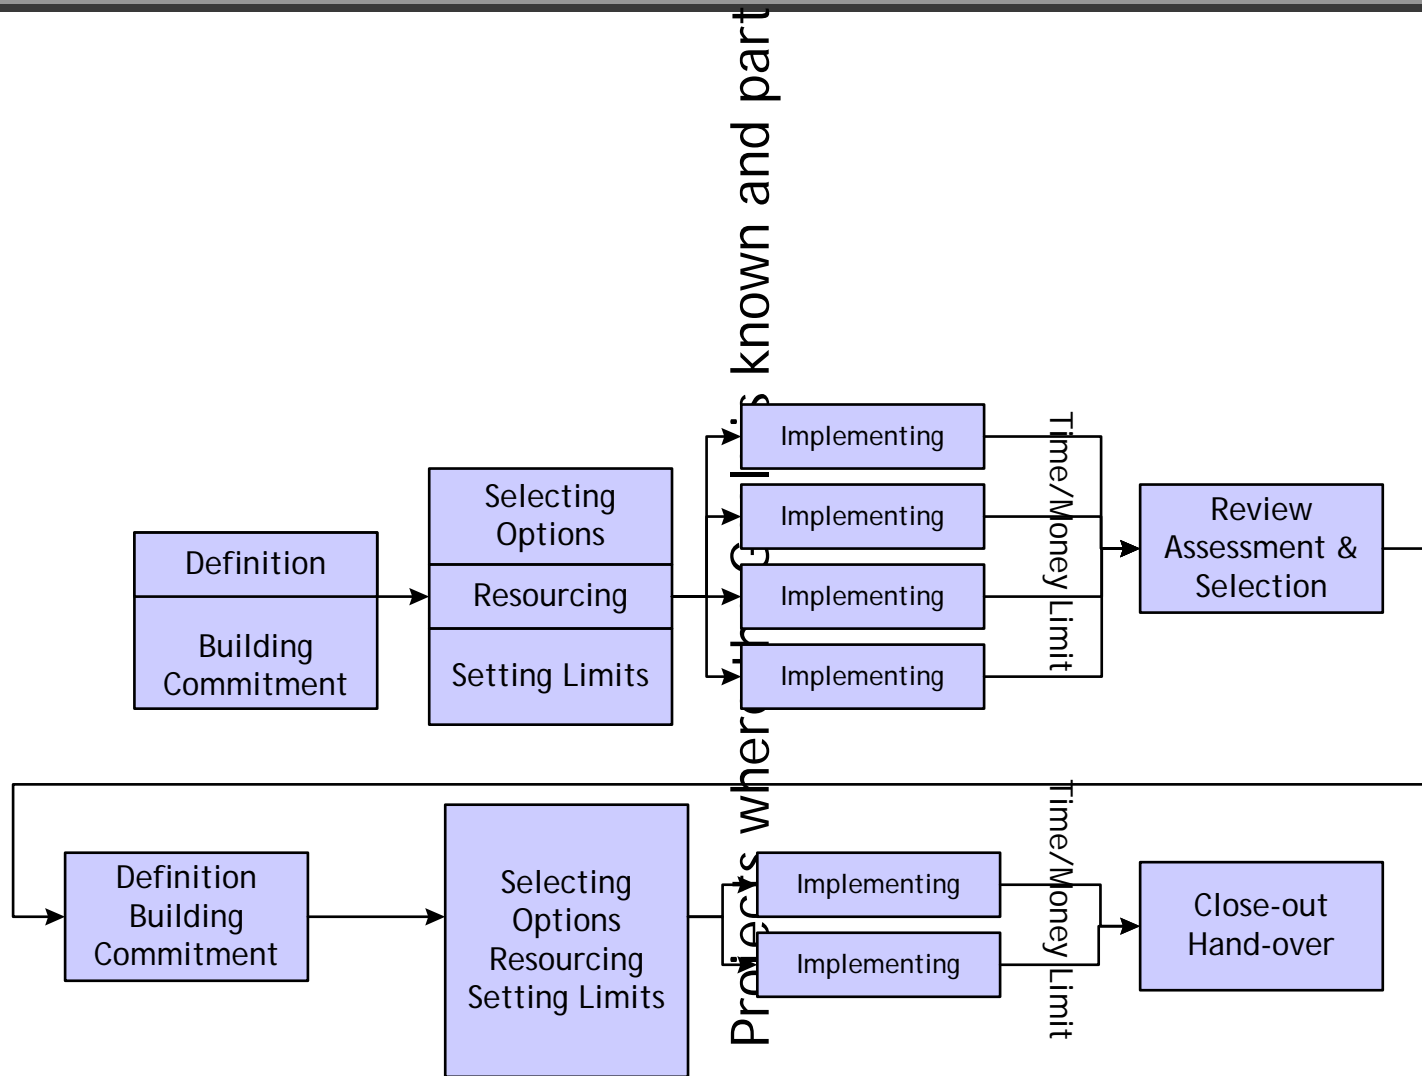 Projects where
is known and part
Definition
Building
Commitment
Selecting
Options
Resourcing
Setting Limits
Implementing
Implementing
Implementing
Implementing
Time/Money Limit
Review
Assessment &
Selection
Definition
Building
Commitment
Selecting
Options
Resourcing
Setting Limits
Implementing
Implementing
Time/Money Limit
Close-out
Hand-over